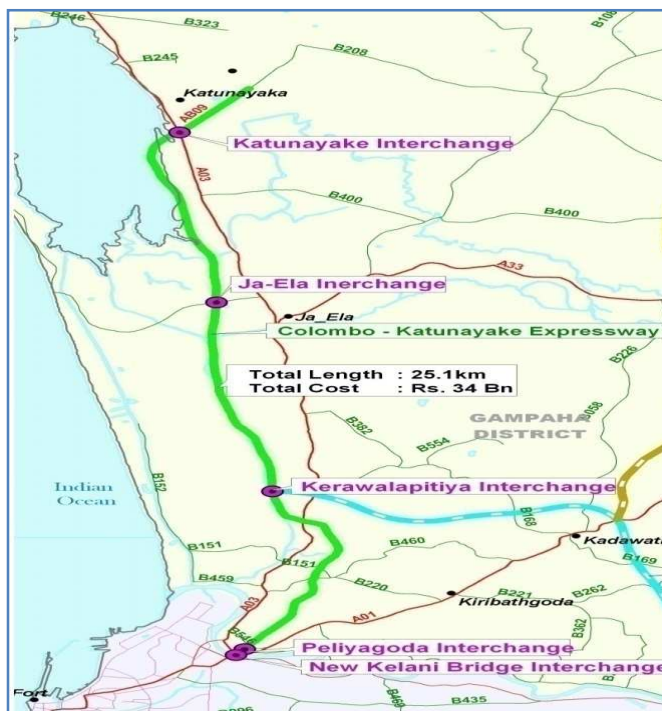 B246
B323
B108
B245
B208
Katunayaka
AB09
Katunayake Interchange
A03
B400
B400
A33
Ja-Ela Inerchange
Ja_Ela
Colombo - Katunayake Expressway
Total Length : 25.1km
Total Cost : Rs. 34 Bn
B226
B058
GAMPAHA
DISTRICT
B382
B554
Indian
Ocean
B152
Kerawalapitiya Interchange
B168
Kadawat
B151
B151
B460
B169
B459
B220
B221
B262
A03
A01
Kiribathgoda
B362
Peliyagoda Interchange
New Kelani Bridge Interchange
Fort
B435